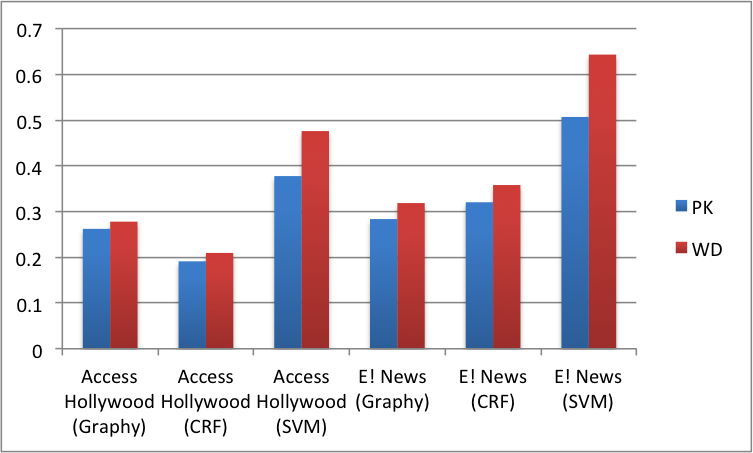 0.7
0.6
0.5
0.4
0.3
0.2
0.1
0
Access
Hollywood
(Graphy)
Access
Hollywood
(CRF)
Access
Hollywood
(SVM)
E! News
(Graphy)
E! News
(CRF)
E! News
(SVM)
PK
WD